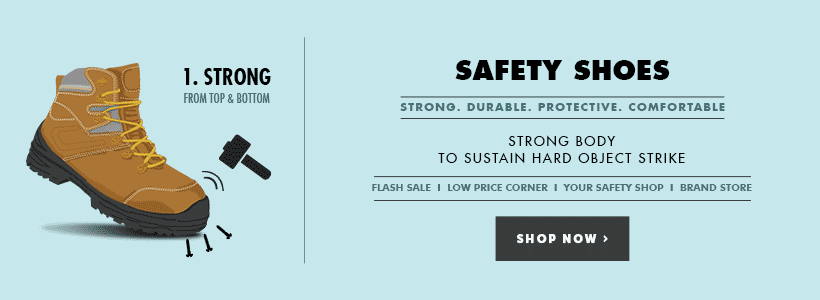 1. STRONG
FROM TOP & BOTTOM
SAFETY SHOES
STRONG. DURABLE. PROTECTIVE. COMFORTABLE
STRONG BODY
TO SUSTAIN HARD OBJECT STRIKE
FLASH SALE I LOW PRICE CORNER I YOUR SAFETY SHOP I BRAND STORE
SHOP NOW >